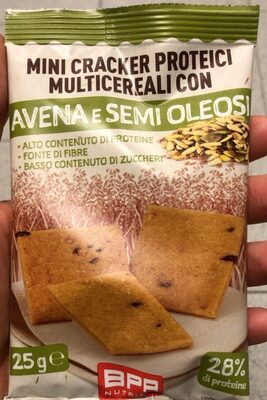 MINI CRACKER PROTEICI
MULTICEREALI CON
AVENA E SEMI OLEOSI
• ALTO CONTENUTO DI PROTEINE
• FONTE DI FIBRE
• BASSO CONTENUTO DI ZUCCHERI
25g e
28%
di proteine
BPP